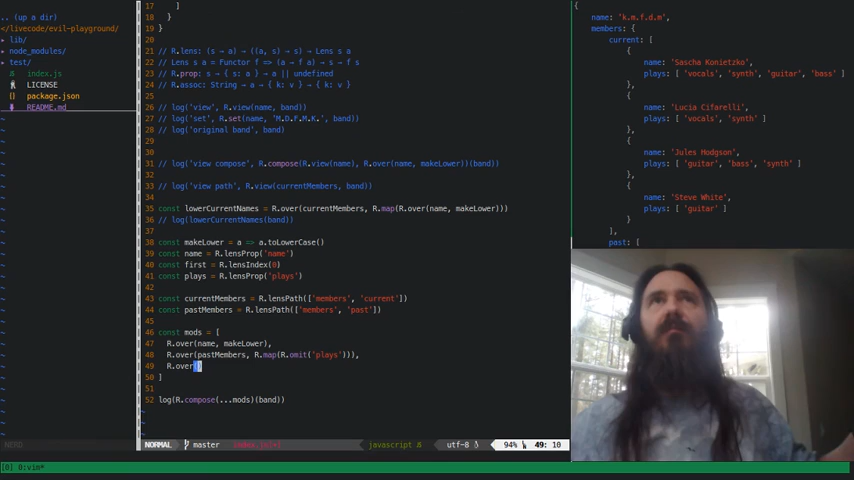 .. (up a dir)
</livecode/evil-playground/
▸ lib/
▸ node_modules/
▸ test/
index.js
LICENSE
package.json
README.md
17 ]
18 }
19 }
20
21 // R.lens: (s → a) → ((a, s) → s) → Lens s a
22 // Lens s a = Functor f => (a → f a) → s → f s
23 // R.prop: s → { s: a } → a || undefined
24 // R.assoc: String → a → { k: v } → { k: v }
25
26 // log('view', R.view(name, band))
27 // log('set', R.set(name, 'M.D.F.M.K.', band))
28 // log('original band', band)
29
30
31 // log('view compose', R.compose(R.view(name), R.over(name, makeLower))(band))
32
33 // log('view path', R.view(currentMembers, band))
34
35 const lowerCurrentNames = R.over(currentMembers, R.map(R.over(name, makeLower)))
36 // log(lowerCurrentNames(band))
37
38 const makeLower = a => a.toLowerCase()
39 const name = R.lensProp('name')
40 const first = R.lensIndex(0)
41 const plays = R.lensProp('plays')
42
43 const currentMembers = R.lensPath(['members', 'current'])
44 const pastMembers = R.lensPath(['members', 'past'])
45
46 const mods = [
47 R.over(name, makeLower),
48 R.over(pastMembers, R.map(R.omit('plays'))),
49 R.over()
50 ]
51
52 log(R.compose(...mods)(band))
NERD
NORMAL master index.js[+] javascript utf-8 94% 49: 10
[0] 0:vim*
{
name: 'k.m.f.d.m',
members: {
current: [
{
name: 'Sascha Konietzko',
plays: [ 'vocals', 'synth', 'guitar', 'bass' ]
},
{
name: 'Lucia Cifarelli',
plays: [ 'vocals', 'synth' ]
},
{
name: 'Jules Hodgson',
plays: [ 'guitar', 'bass', 'synth' ]
},
{
name: 'Steve White',
plays: [ 'guitar' ]
}
],
past: [